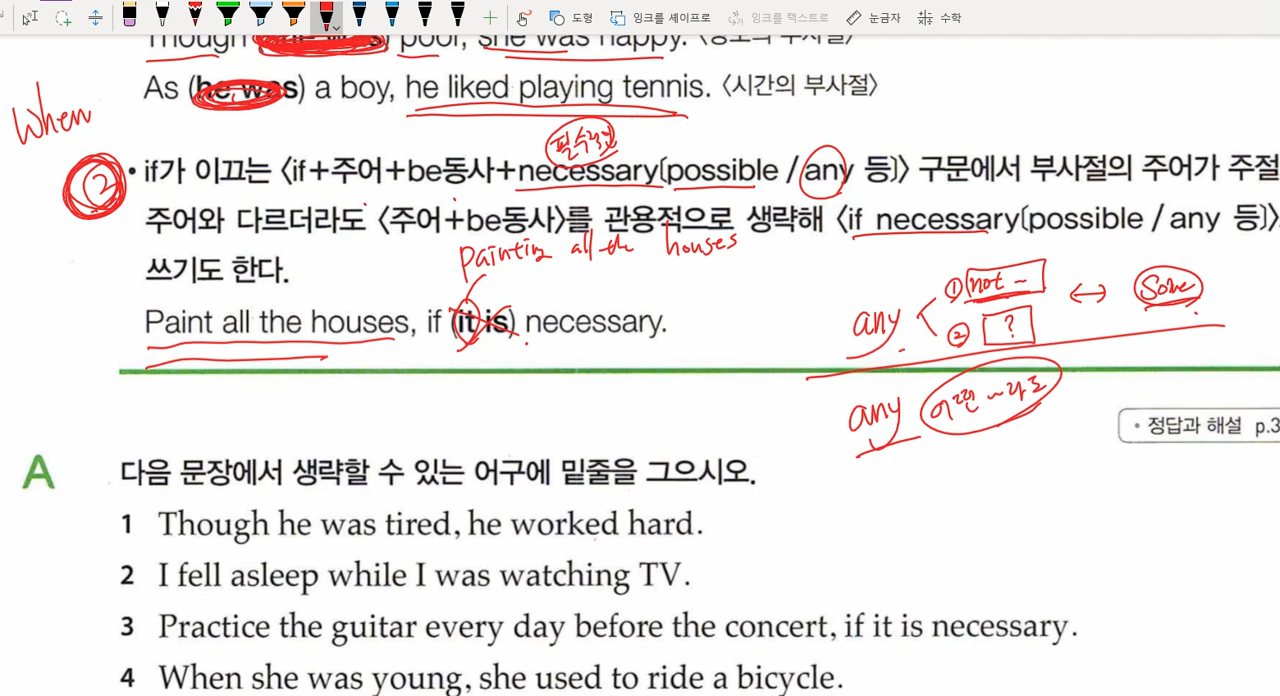 도형 잉크를 셰이프로 잉크를 텍스트로 눈금자 수학
Though poor, she was happy. 〈양보의 부사절〉
As (he was) a boy, he liked playing tennis. 〈시간의 부사절〉
When
② • if가 이끄는 〈if+주어+be동사+necessary(possible / any 등)〉 구문에서 부사절의 주어가 주절
주어와 다르더라도 〈주어+be동사〉를 관용적으로 생략해 〈if necessary(possible / any 등)〉
painting all the houses
쓰기도 한다.
① not ~ ↔ Some
Paint all the houses, if (it is) necessary.
any
② ?
any 어떤 ~라도
• 정답과 해설 p.3
A 다음 문장에서 생략할 수 있는 어구에 밑줄을 그으시오.
1 Though he was tired, he worked hard.
2 I fell asleep while I was watching TV.
3 Practice the guitar every day before the concert, if it is necessary.
4 When she was young, she used to ride a bicycle.